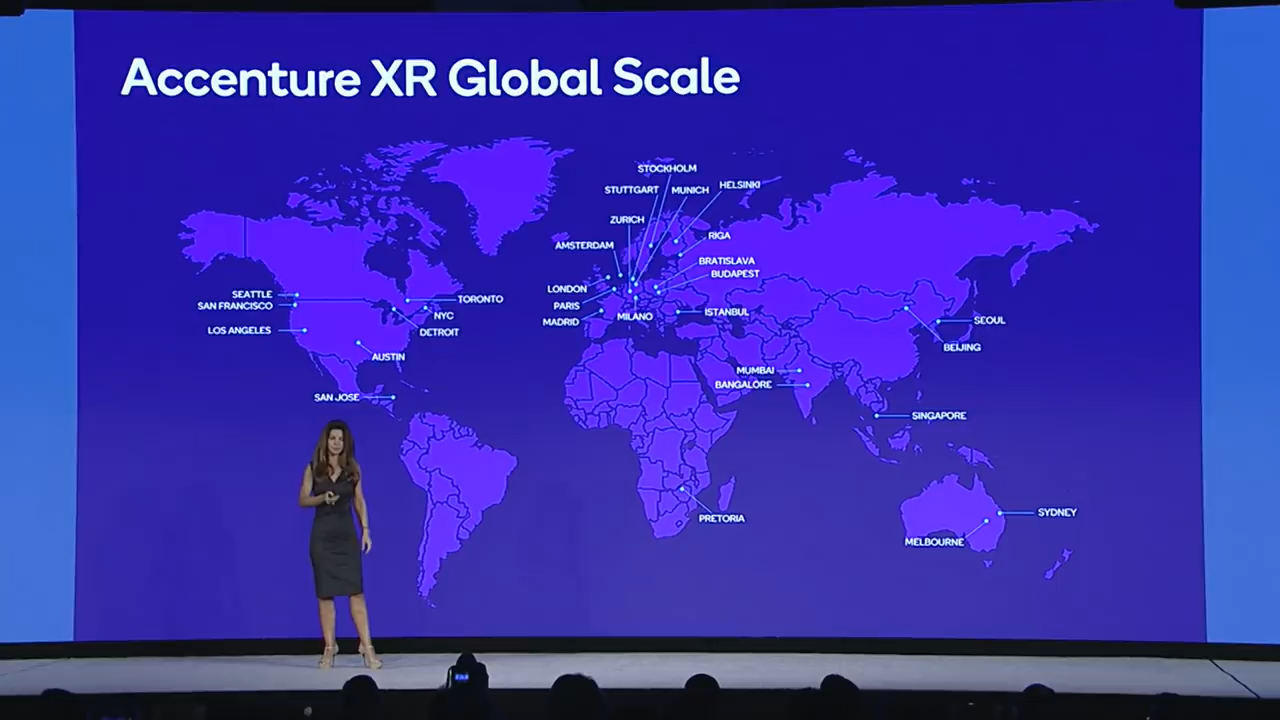 Accenture XR Global Scale
STOCKHOLM
STUTTGART
MUNICH
HELSINKI
ZURICH
RIGA
AMSTERDAM
BRATISLAVA
BUDAPEST
LONDON
PARIS
MADRID
MILANO
ISTANBUL
SEATTLE
SAN FRANCISCO
LOS ANGELES
TORONTO
NYC
DETROIT
AUSTIN
SAN JOSE
SEOUL
BEIJING
MUMBAI
BANGALORE
SINGAPORE
PRETORIA
SYDNEY
MELBOURNE